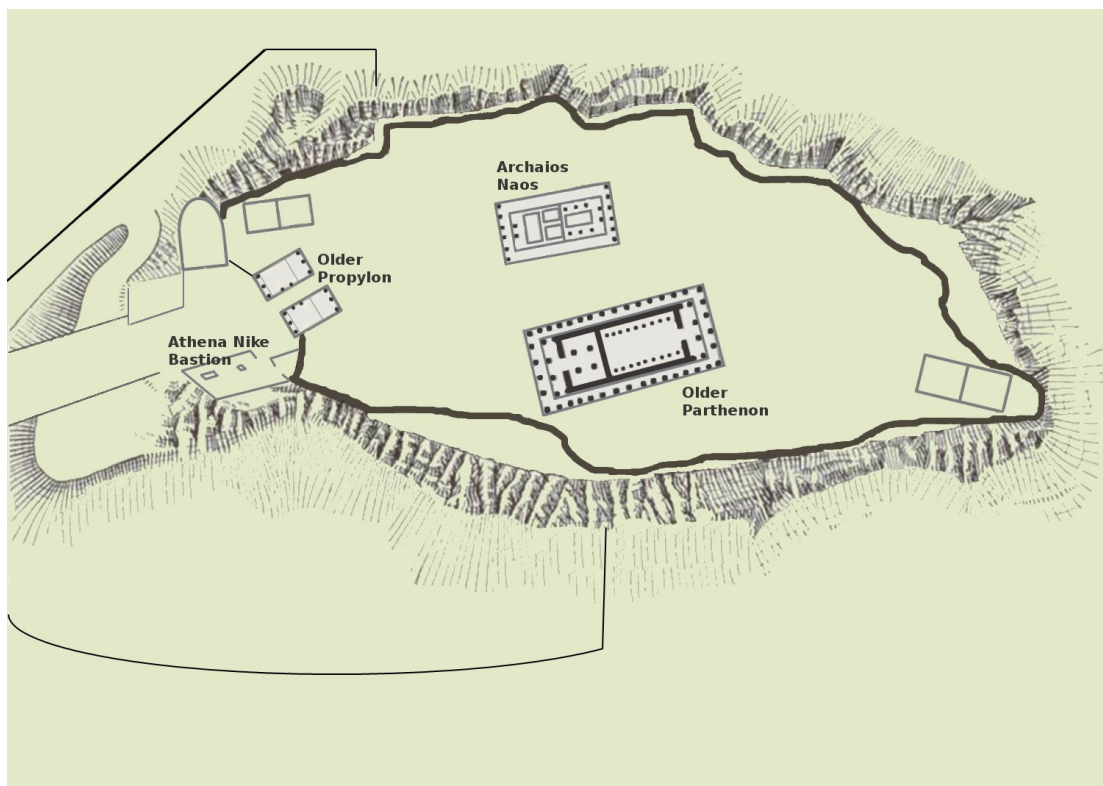 Archaios
Naos
Older
Propylon
Athena Nike
Bastion
Older
Parthenon